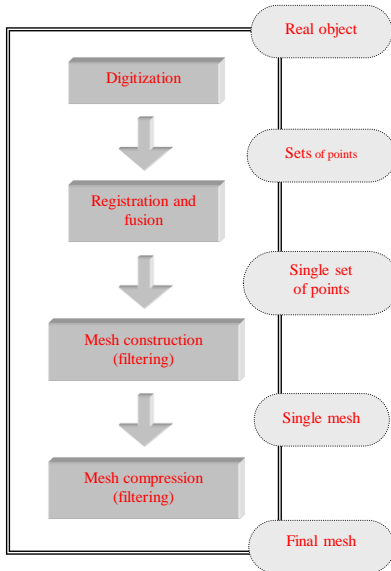 Real object
Digitization
Sets of points
Registration and
fusion
Single set
of points
Mesh construction
(filtering)
Single mesh
Mesh compression
(filtering)
Final mesh